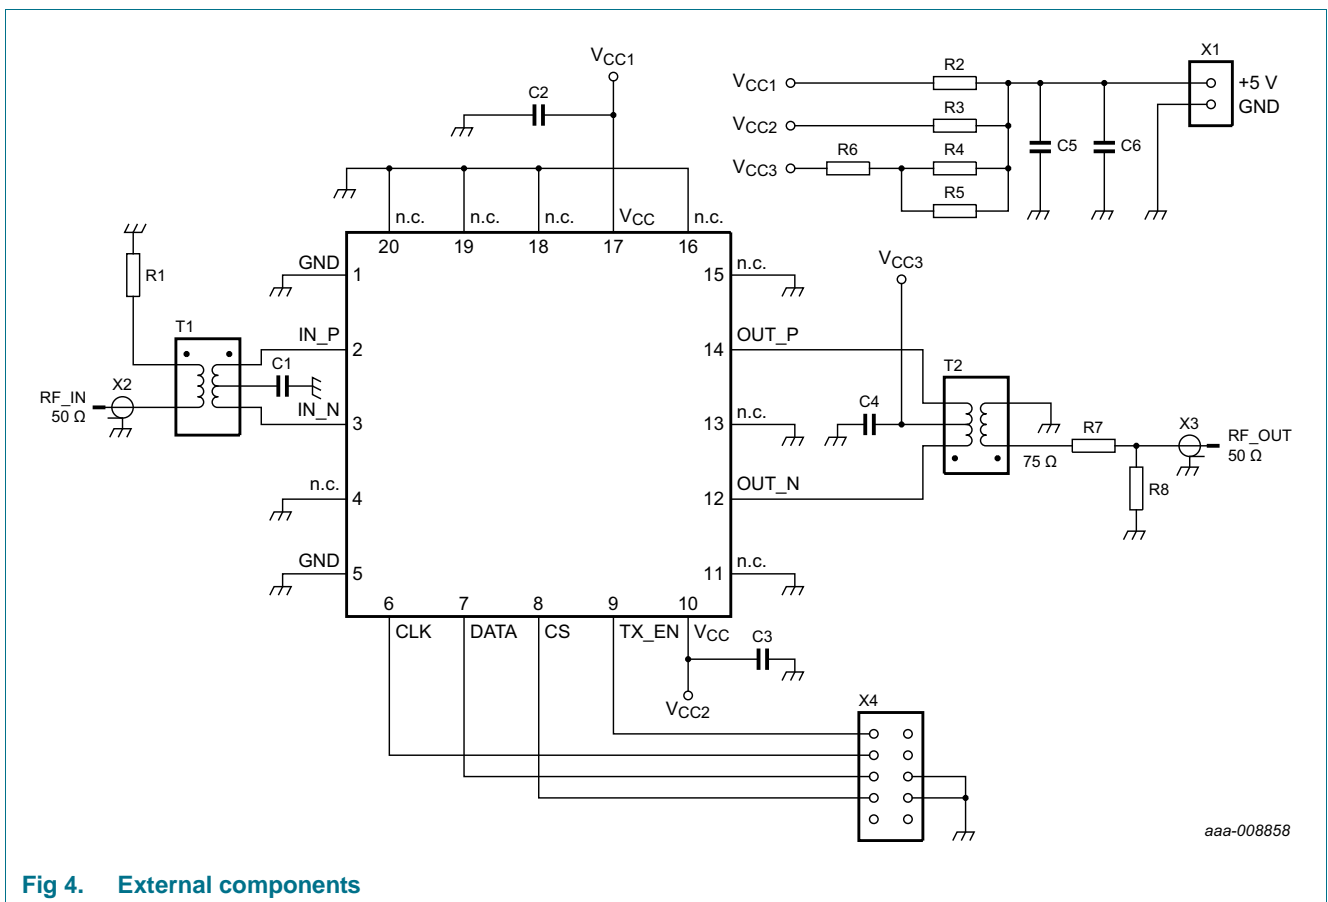 VCC1
C2
X1
R2
VCC1
+5 V
R3
GND
VCC2
R6
R4
C5
C6
VCC3
R5
n.c.
n.c.
n.c.
VCC
n.c.
20
19
18
17
16
GND
1
15
n.c.
VCC3
R1
T1
IN_P
2
14
OUT_P
T2
C1
X2
RF_IN
50 Ω
IN_N
3
13
n.c.
C4
R7
X3
RF_OUT
50 Ω
75 Ω
n.c.
4
12
OUT_N
R8
GND
5
11
n.c.
6
7
8
9
10
CLK
DATA
CS
TX_EN
VCC
C3
VCC2
X4
aaa-008858
Fig 4. External components